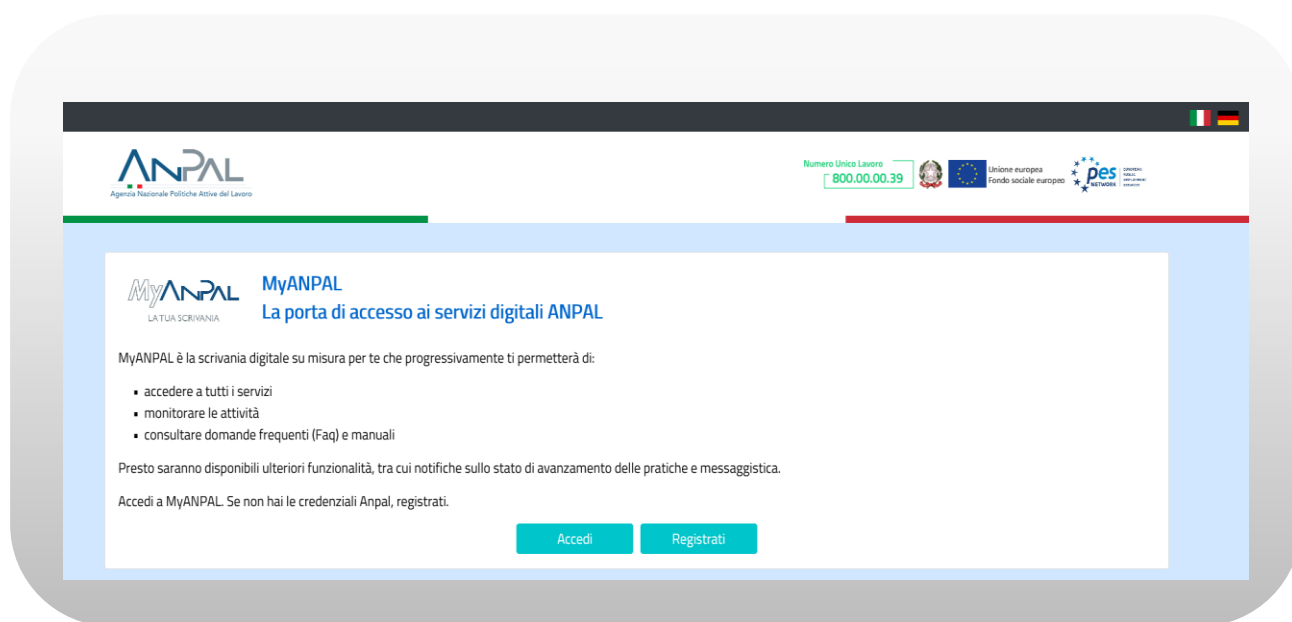 ANPAL
Agenzia Nazionale Politiche Attive del Lavoro
Numero Unico Lavoro
800.00.00.39
Unione europea
Fondo sociale europeo
pes
NETWORK
EUROPEAN
PUBLIC
EMPLOYMENT
SERVICES
MyANPAL
LA TUA SCRIVANIA
MyANPAL
La porta di accesso ai servizi digitali ANPAL
MyANPAL è la scrivania digitale su misura per te che progressivamente ti permetterà di:
▪ accedere a tutti i servizi
▪ monitorare le attività
▪ consultare domande frequenti (Faq) e manuali
Presto saranno disponibili ulteriori funzionalità, tra cui notifiche sullo stato di avanzamento delle pratiche e messaggistica.
Accedi a MyANPAL. Se non hai le credenziali Anpal, registrati.
Accedi
Registrati